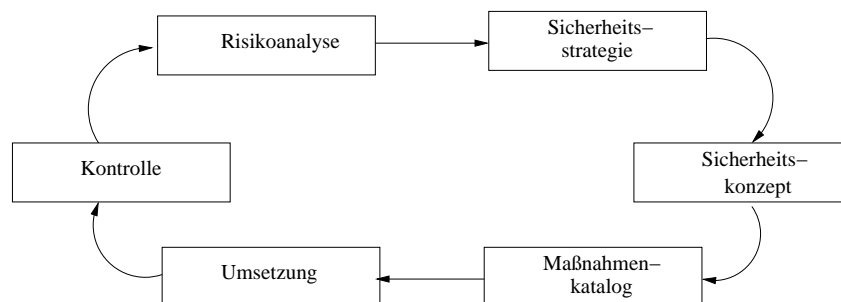 Risikoanalyse
Sicherheits–
strategie
Kontrolle
Sicherheits–
konzept
Umsetzung
Maßnahmen–
katalog